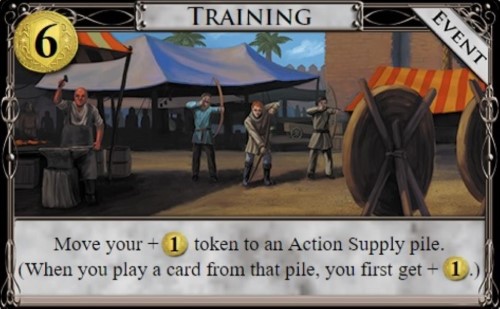 6
TRAINING
EVENT
Move your + 1 token to an Action Supply pile.
(When you play a card from that pile, you first get + 1.)